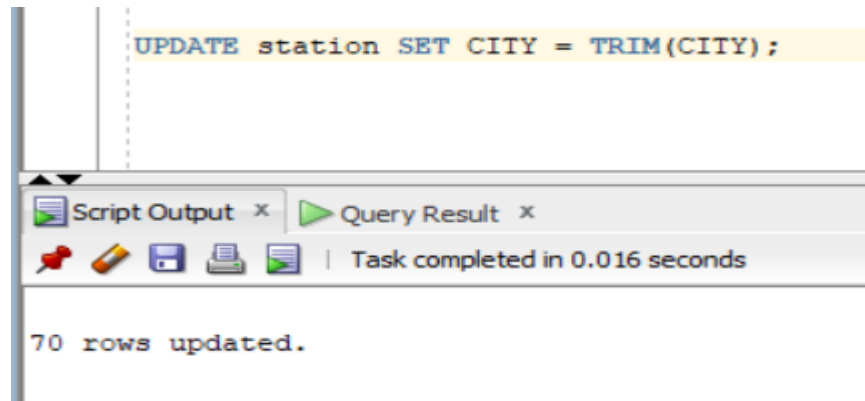 UPDATE station SET CITY = TRIM(CITY);
Script Output x Query Result x
Task completed in 0.016 seconds
70 rows updated.